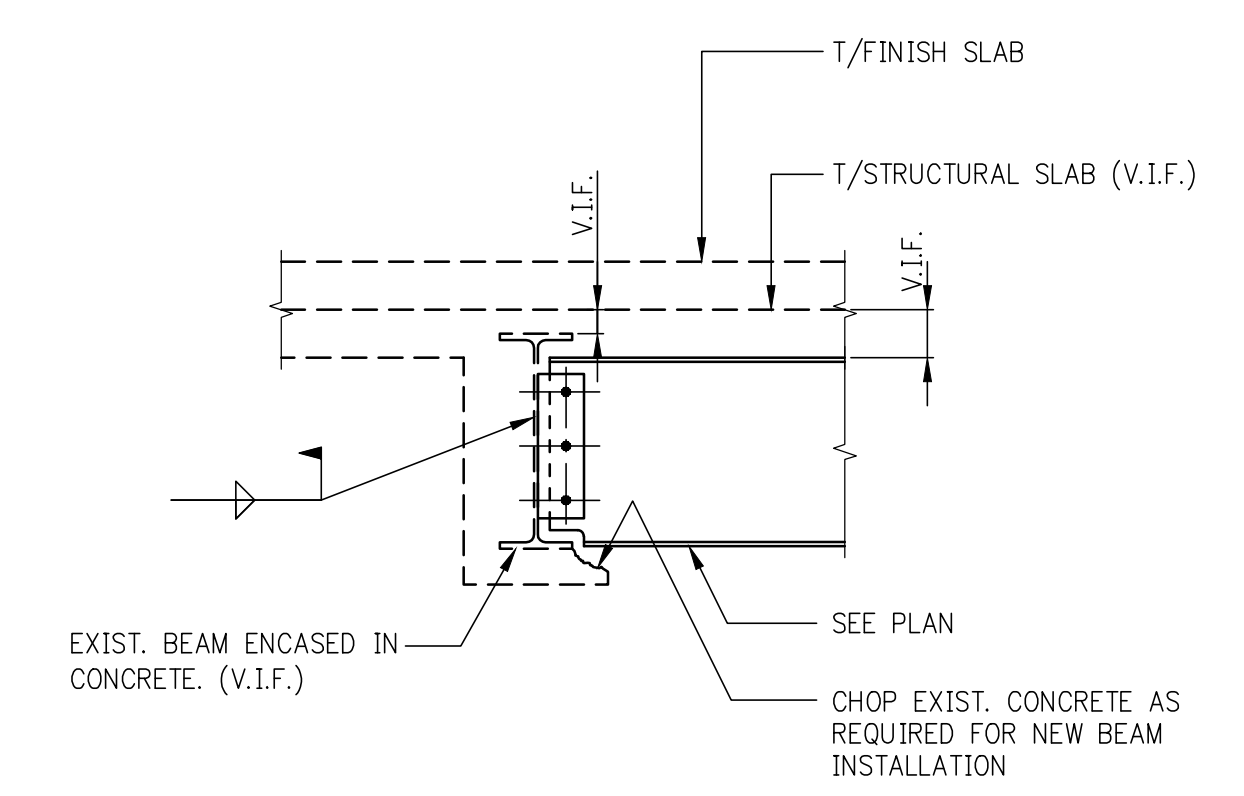 T/FINISH SLAB
T/STRUCTURAL SLAB (V.I.F.)
V.I.F.
V.I.F.
SEE PLAN
EXIST. BEAM ENCASED IN
CONCRETE. (V.I.F.)
CHOP EXIST. CONCRETE AS
REQUIRED FOR NEW BEAM
INSTALLATION